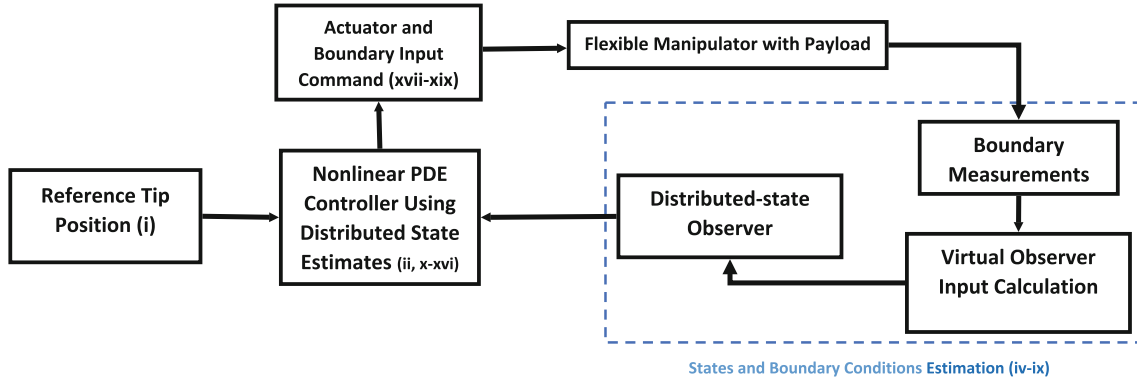 Actuator and
Boundary Input
Command (xvii-xix)
Flexible Manipulator with Payload
Boundary
Measurements
Reference Tip
Position (i)
Nonlinear PDE
Controller Using
Distributed State
Estimates (ii, x-xvi)
Distributed-state
Observer
Virtual Observer
Input Calculation
States and Boundary Conditions Estimation (iv-ix)